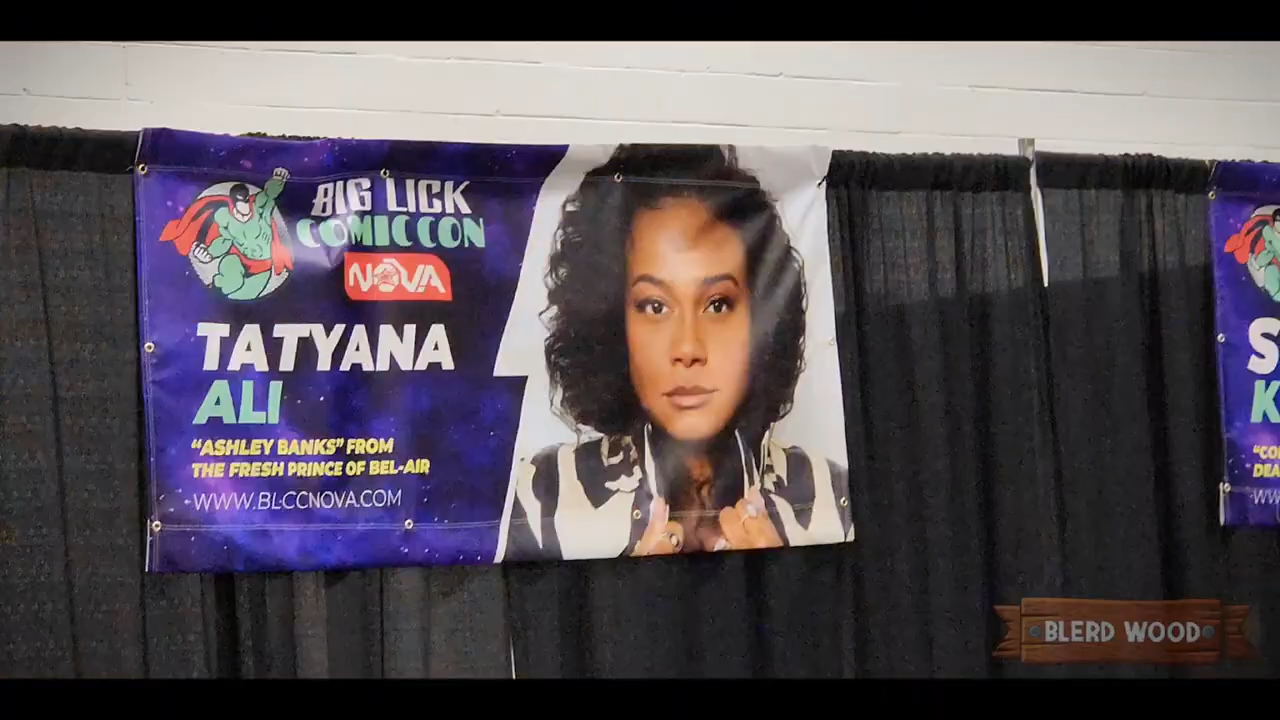 BIG LICK
COMIC CON
NOVA
TATYANA
ALI
"ASHLEY BANKS" FROM
THE FRESH PRINCE OF BEL-AIR
WWW.BLCCNOVA.COM
BLERD WOOD